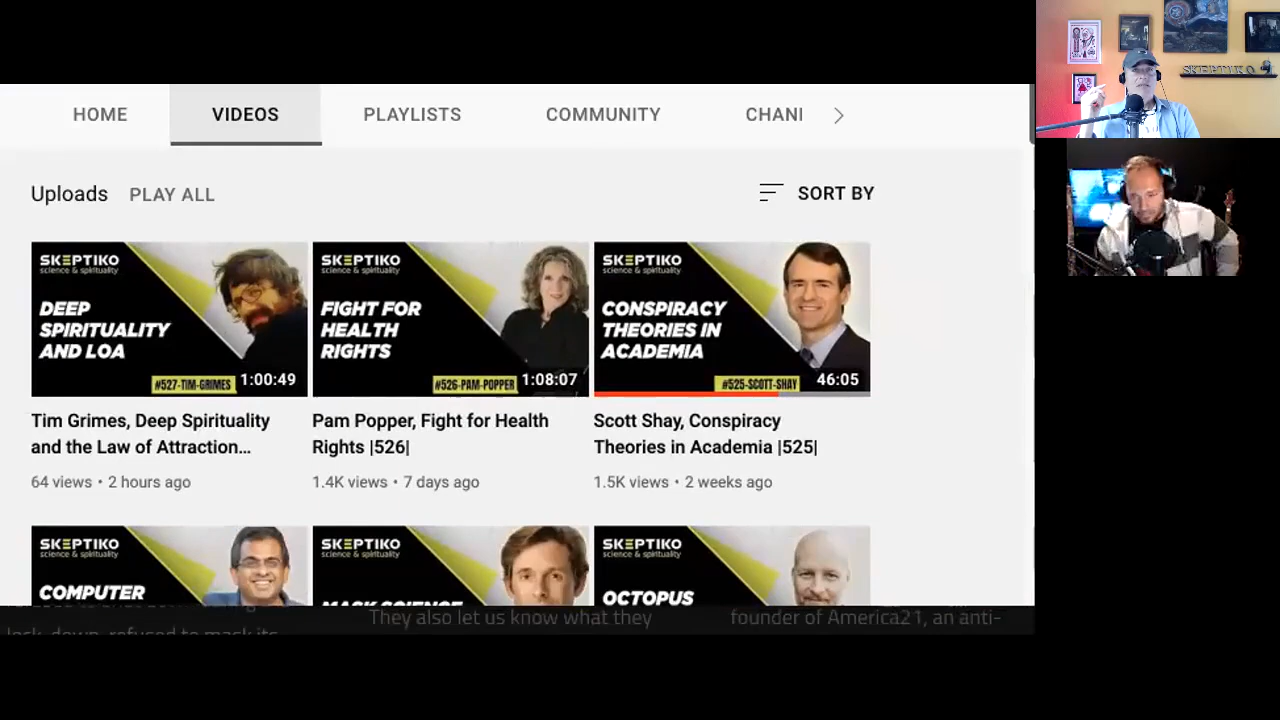 HOME VIDEOS PLAYLISTS COMMUNITY CHANI
SKEPTIKO
Uploads PLAY ALL SORT BY
SKEPTIKO
science & spirituality
DEEP
SPIRITUALITY
AND LOA
#527-TIM-GRIMES 1:00:49
SKEPTIKO
science & spirituality
FIGHT FOR
HEALTH
RIGHTS
#526-PAM-POPPER 1:08:07
SKEPTIKO
science & spirituality
CONSPIRACY
THEORIES IN
ACADEMIA
#525-SCOTT-SHAY 46:05
Tim Grimes, Deep Spirituality
and the Law of Attraction...
64 views • 2 hours ago
Pam Popper, Fight for Health
Rights |526|
1.4K views • 7 days ago
Scott Shay, Conspiracy
Theories in Academia |525|
1.5K views • 2 weeks ago
SKEPTIKO
science & spirituality
COMPUTER
SKEPTIKO
science & spirituality
MASK SCIENCE
SKEPTIKO
science & spirituality
OCTOPUS
They also let us know what they
founder of America21, an anti-